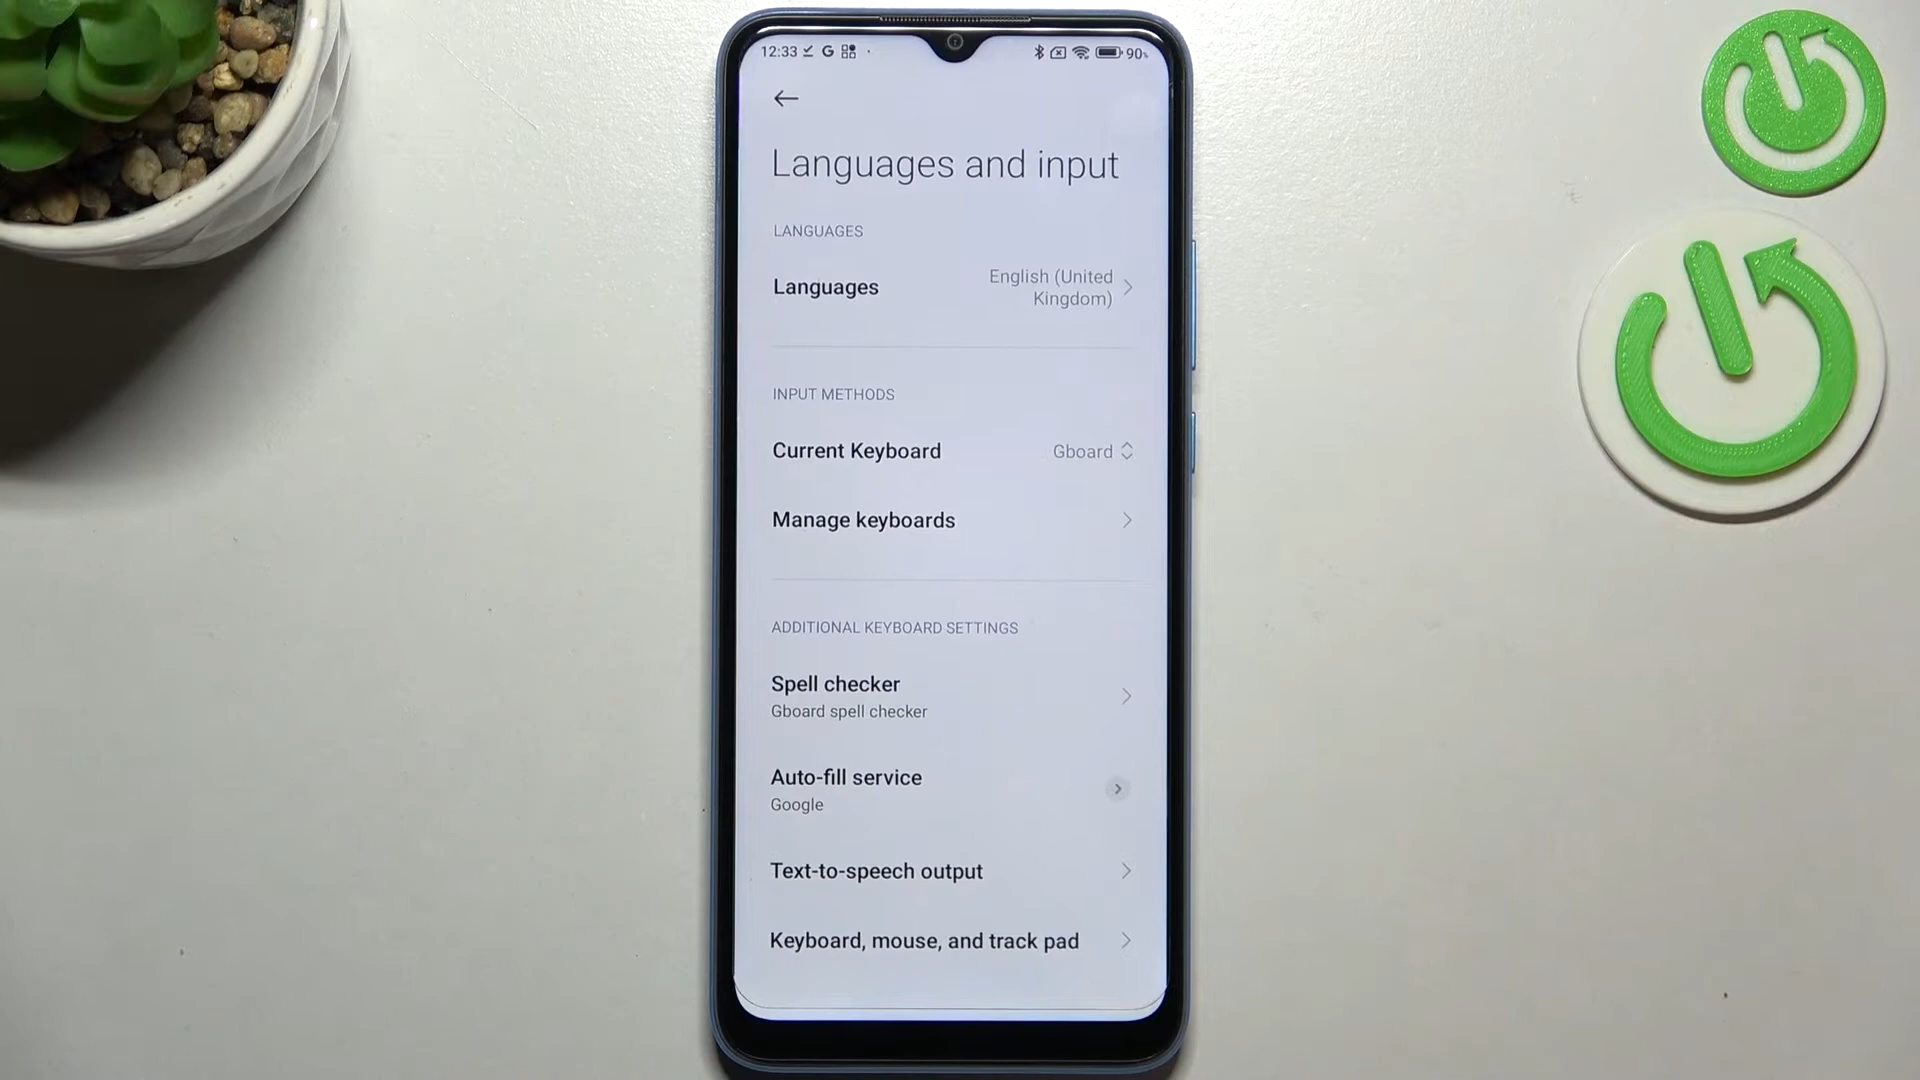 12:33 G 90%
Languages and input
LANGUAGES
Languages
English (United
Kingdom)
INPUT METHODS
Current Keyboard Gboard
Manage keyboards
ADDITIONAL KEYBOARD SETTINGS
Spell checker
Gboard spell checker
Auto-fill service
Google
Text-to-speech output
Keyboard, mouse, and track pad